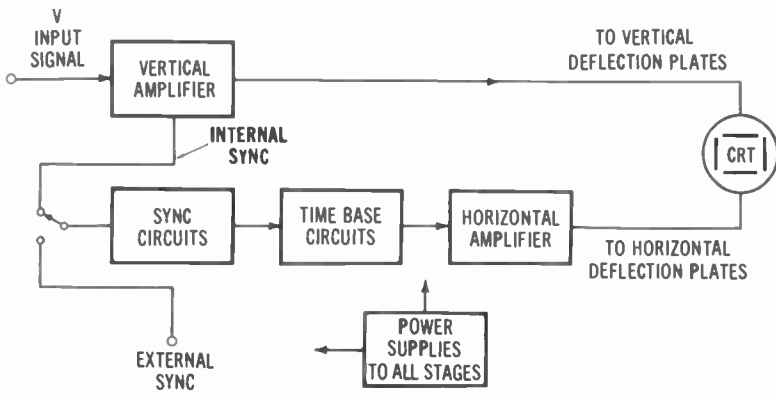 V
INPUT
SIGNAL
VERTICAL
AMPLIFIER
TO VERTICAL
DEFLECTION PLATES
INTERNAL
SYNC
CRT
SYNC
CIRCUITS
TIME BASE
CIRCUITS
HORIZONTAL
AMPLIFIER
TO HORIZONTAL
DEFLECTION PLATES
EXTERNAL
SYNC
POWER
SUPPLIES
TO ALL STAGES